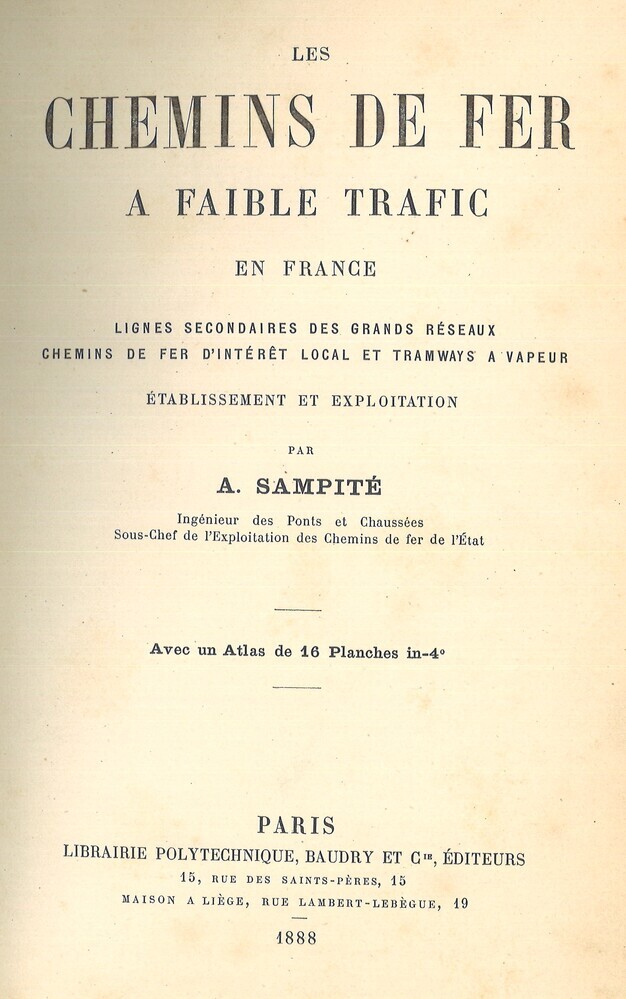 LES
CHEMINS DE FER
A FAIBLE TRAFIC
EN FRANCE
LIGNES SECONDAIRES DES GRANDS RÉSEAUX
CHEMINS DE FER D'INTÉRÊT LOCAL ET TRAMWAYS A VAPEUR
ÉTABLISSEMENT ET EXPLOITATION
PAR
A. SAMPITÉ
Ingénieur des Ponts et Chaussées
Sous-Chef de l'Exploitation des Chemins de fer de l'État
Avec un Atlas de 16 Planches in-4º
PARIS
LIBRAIRIE POLYTECHNIQUE, BAUDRY ET Cⁱᵉ, ÉDITEURS
15, RUE DES SAINTS-PÈRES, 15
MAISON A LIÈGE, RUE LAMBERT-LEBÈGUE, 19
1888